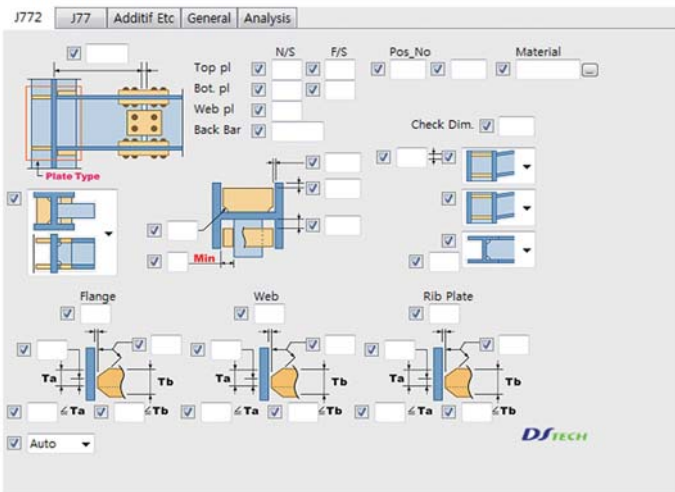 J772 J77 Additif Etc General Analysis
N/S F/S Pos_No Material
Top pl
Bot. pl
Web pl
Back Bar
Check Dim.
Plate Type
Min
Flange Web Rib Plate
Ta Tb Ta Tb Ta Tb
≦Ta ≦Tb ≦Ta ≦Tb ≦Ta ≦Tb
Auto
DSTECH